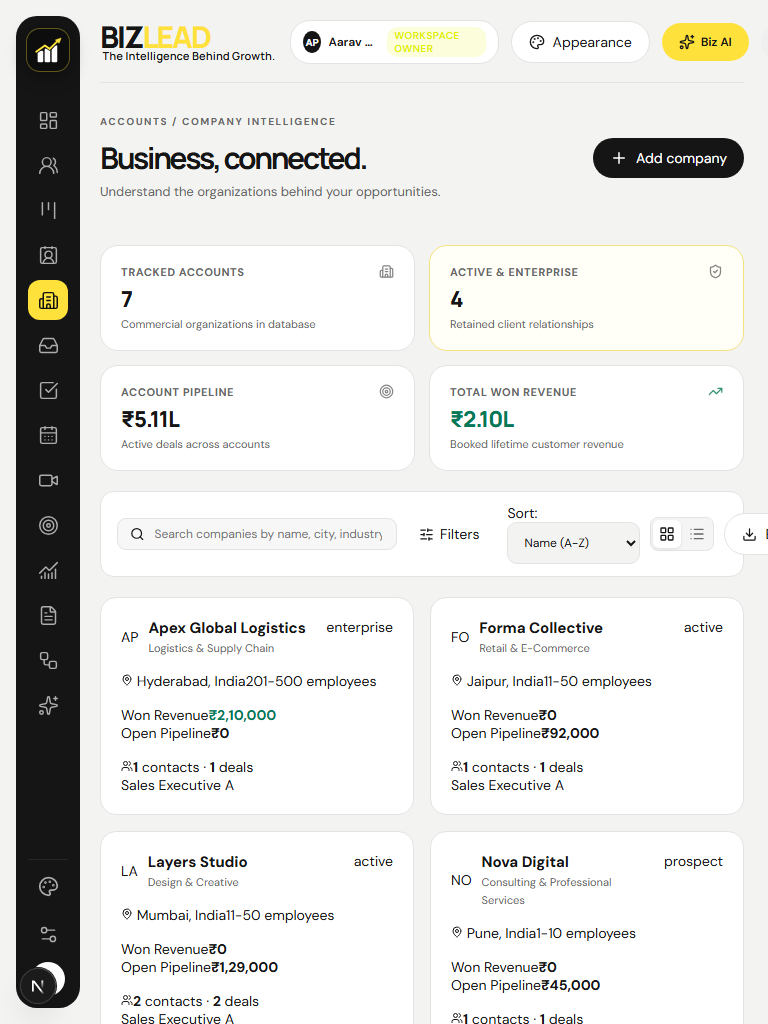 BIZLEAD
The Intelligence Behind Growth.
AP Aarav ... WORKSPACE OWNER
Appearance
Biz AI
ACCOUNTS / COMPANY INTELLIGENCE
Business, connected.
Add company
Understand the organizations behind your opportunities.
TRACKED ACCOUNTS
7
Commercial organizations in database
ACTIVE & ENTERPRISE
4
Retained client relationships
ACCOUNT PIPELINE
₹5.11L
Active deals across accounts
TOTAL WON REVENUE
₹2.10L
Booked lifetime customer revenue
Search companies by name, city, industry
Filters
Sort:
Name (A-Z)
AP Apex Global Logistics enterprise
Logistics & Supply Chain
Hyderabad, India201-500 employees
Won Revenue₹2,10,000
Open Pipeline₹0
1 contacts · 1 deals
Sales Executive A
FO Forma Collective active
Retail & E-Commerce
Jaipur, India11-50 employees
Won Revenue₹0
Open Pipeline₹92,000
1 contacts · 1 deals
Sales Executive A
LA Layers Studio active
Design & Creative
Mumbai, India11-50 employees
Won Revenue₹0
Open Pipeline₹1,29,000
2 contacts · 2 deals
Sales Executive A
NO Nova Digital prospect
Consulting & Professional
Services
Pune, India1-10 employees
Won Revenue₹0
Open Pipeline₹45,000
1 contacts · 1 deals
N